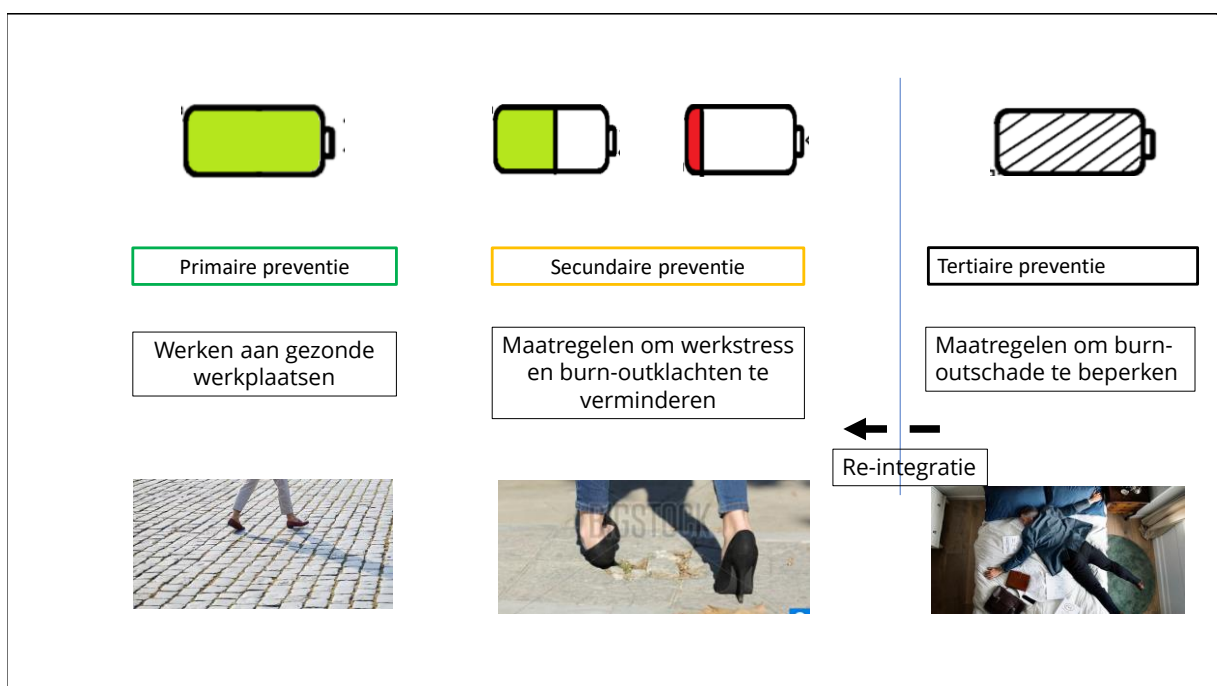 Primaire preventie
Secundaire preventie
Tertiaire preventie
Werken aan gezonde
werkplaatsen
Maatregelen om werkstress
en burn-outklachten te
verminderen
Maatregelen om burn-
outschade te beperken
Re-integratie
BIGSTOCK